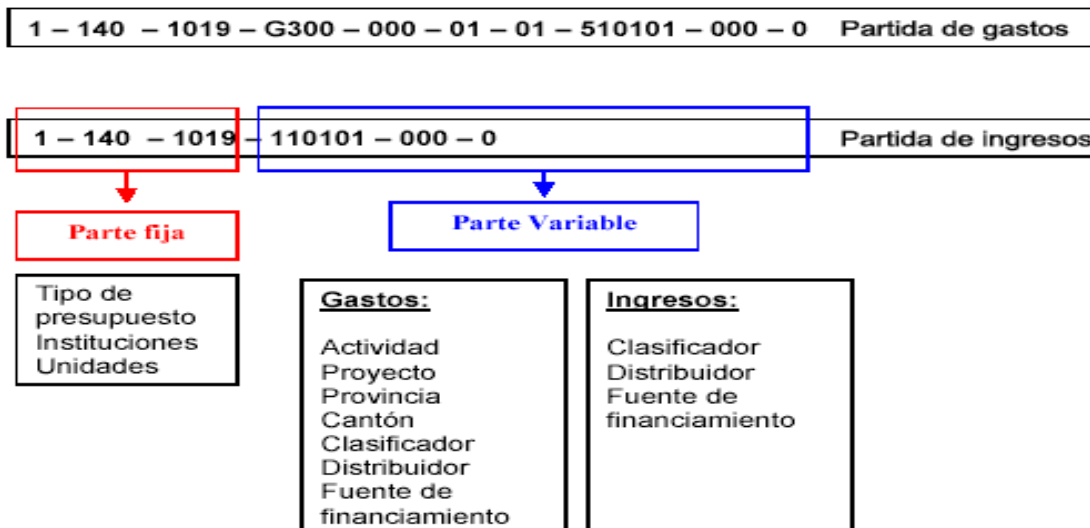 1 – 140 – 1019 – G300 – 000 – 01 – 01 – 510101 – 000 – 0 Partida de gastos
1 – 140 – 1019 – 110101 – 000 – 0 Partida de ingresos
Parte fija
Parte Variable
Tipo de
presupuesto
Instituciones
Unidades
Gastos:
Actividad
Proyecto
Provincia
Cantón
Clasificador
Distribuidor
Fuente de
financiamiento
Ingresos:
Clasificador
Distribuidor
Fuente de
financiamiento